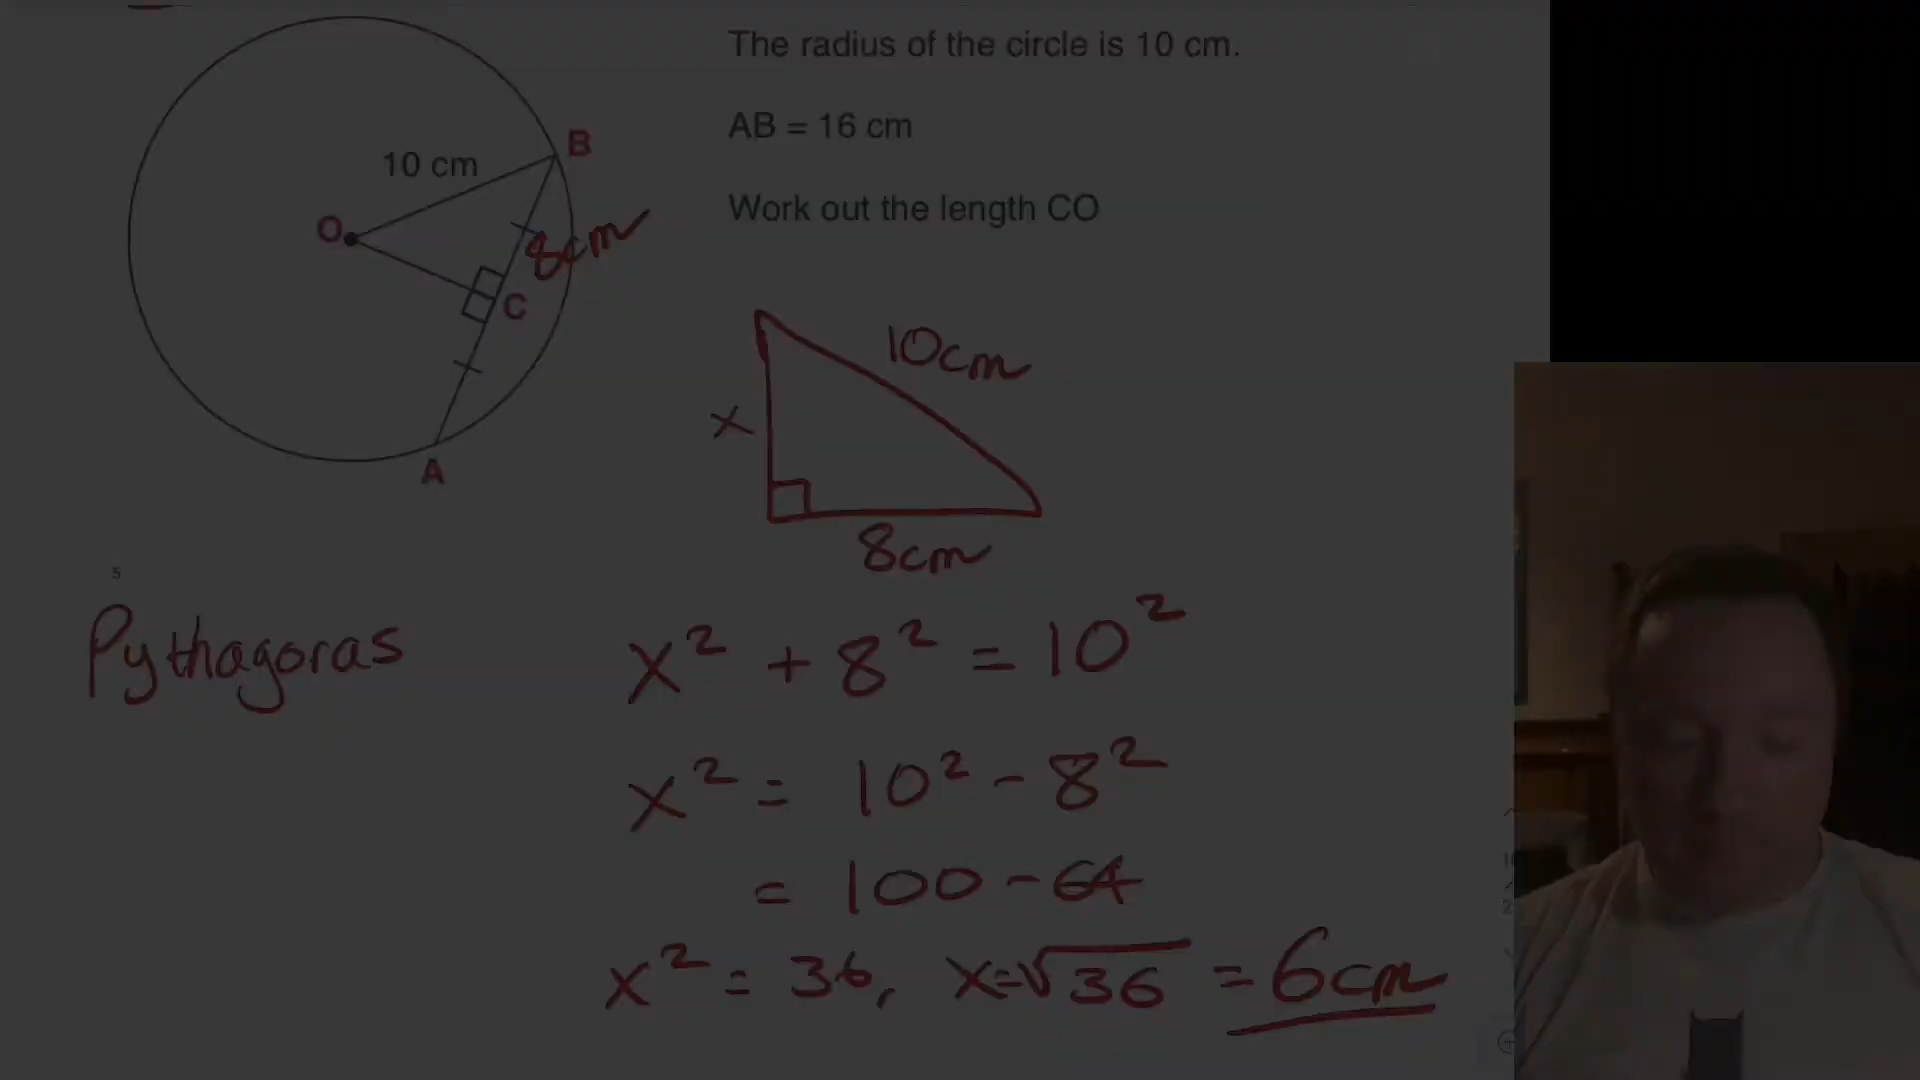 The radius of the circle is 10 cm.
AB = 16 cm
Work out the length CO
10 cm
B
O
8cm
C
A
10cm
x
8cm
5
Pythagoras
x² + 8² = 10²
x² = 10² - 8²
= 100 - 64
x² = 36, x=√36 = 6cm